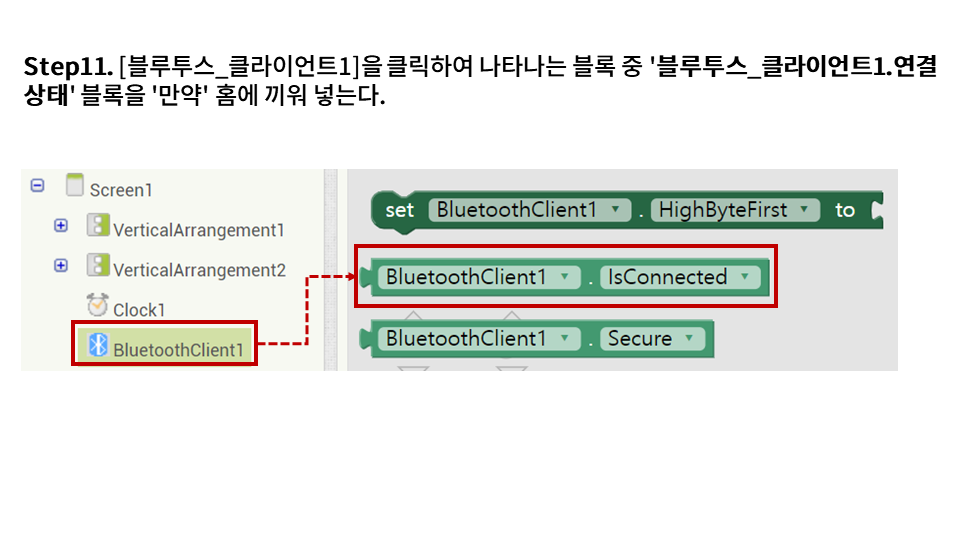 Step11. [블루투스_클라이언트1]을 클릭하여 나타나는 블록 중 '블루투스_클라이언트1.연결
상태' 블록을 '만약' 홈에 끼워 넣는다.
Screen1
VerticalArrangement1
VerticalArrangement2
Clock1
BluetoothClient1
set BluetoothClient1 . HighByteFirst to
BluetoothClient1 . IsConnected
BluetoothClient1 . Secure